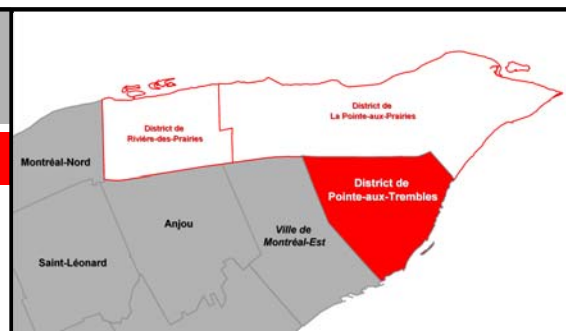 District de
La Pointe-aux-Prairies
District de
Rivière-des-Prairies
Montréal-Nord
District de
Pointe-aux-Trembles
Anjou
Ville de
Montréal-Est
Saint-Léonard